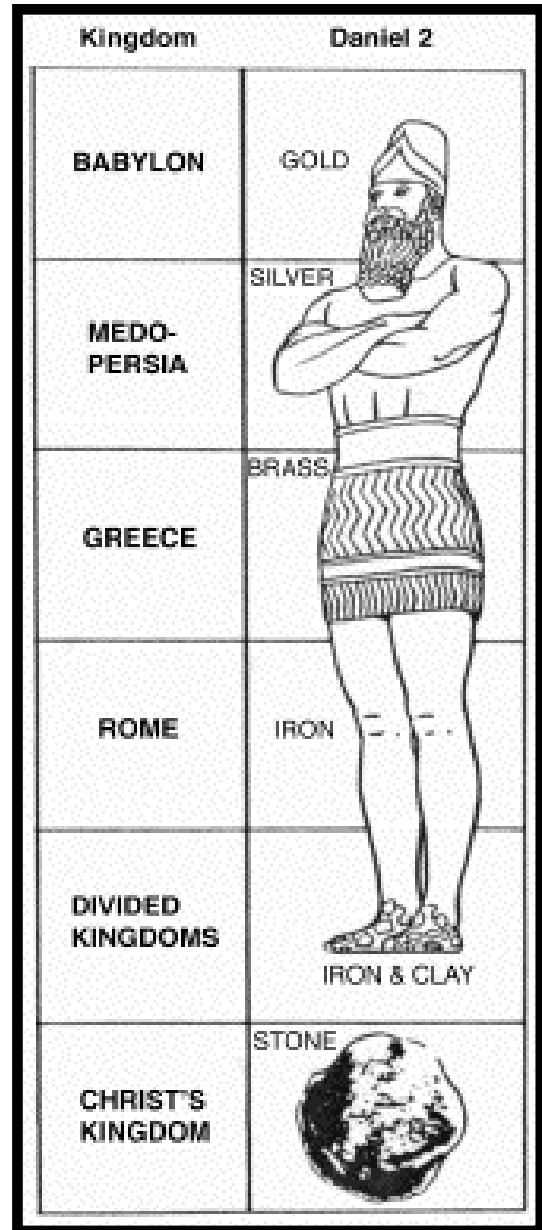 Kingdom Daniel 2
BABYLON GOLD
SILVER
MEDO-
PERSIA
BRASS
GREECE
ROME IRON
DIVIDED
KINGDOMS
IRON & CLAY
STONE
CHRIST'S
KINGDOM